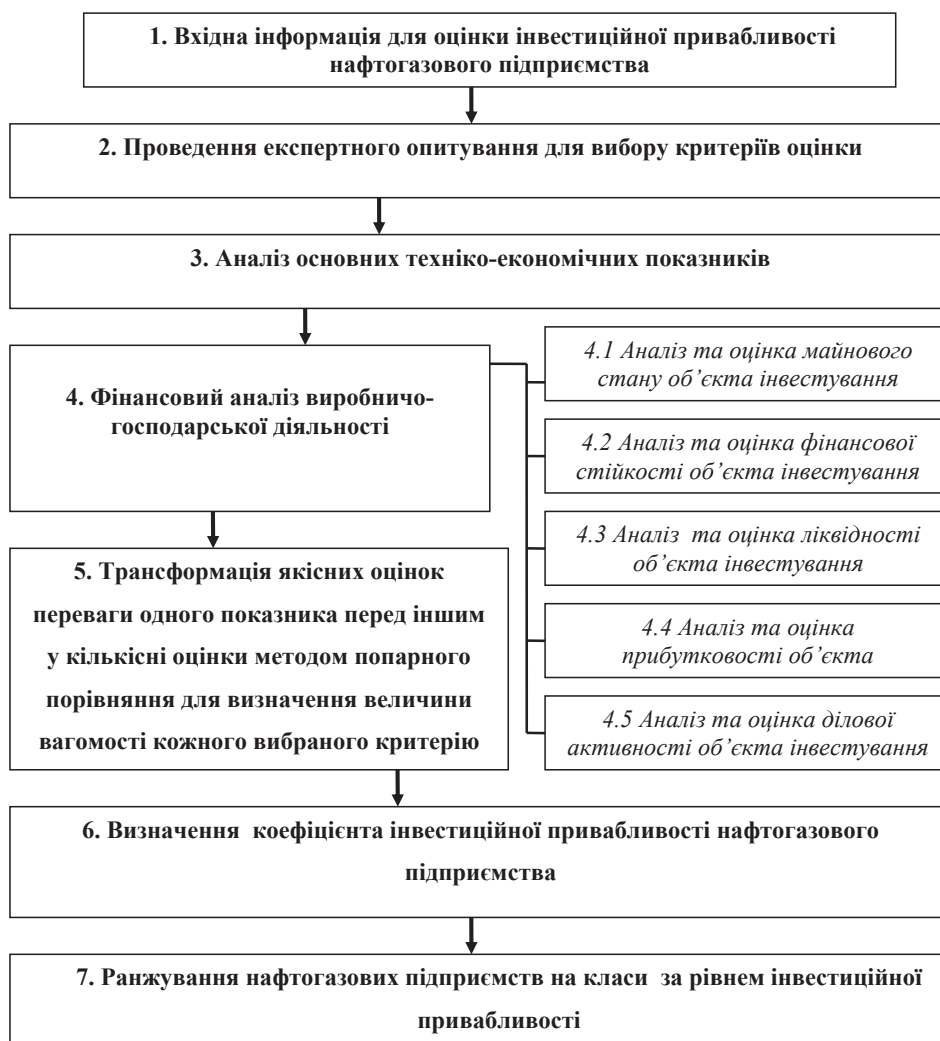 1. Вхідна інформація для оцінки інвестиційної привабливості
нафтогазового підприємства
2. Проведення експертного опитування для вибору критеріїв оцінки
3. Аналіз основних техніко-економічних показників
4. Фінансовий аналіз виробничо-
господарської діяльності
4.1 Аналіз та оцінка майнового
стану об’єкта інвестування
4.2 Аналіз та оцінка фінансової
стійкості об’єкта інвестування
4.3 Аналіз та оцінка ліквідності
об’єкта інвестування
4.4 Аналіз та оцінка
прибутковості об’єкта
4.5 Аналіз та оцінка ділової
активності об’єкта інвестування
5. Трансформація якісних оцінок
переваги одного показника перед іншим
у кількісні оцінки методом попарного
порівняння для визначення величини
вагомості кожного вибраного критерію
6. Визначення коефіцієнта інвестиційної привабливості нафтогазового
підприємства
7. Ранжування нафтогазових підприємств на класи за рівнем інвестиційної
привабливості